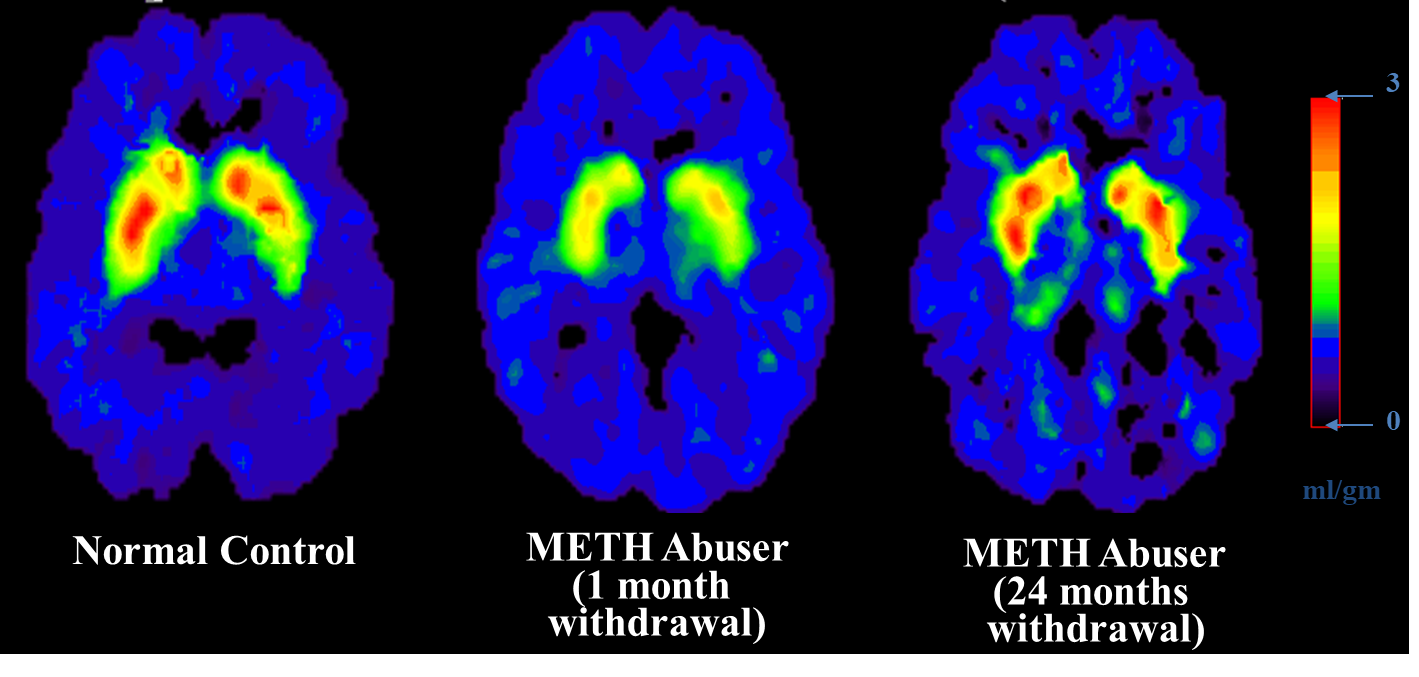 3
0
ml/gm
Normal Control
METH Abuser
(1 month
withdrawal)
METH Abuser
(24 months
withdrawal)